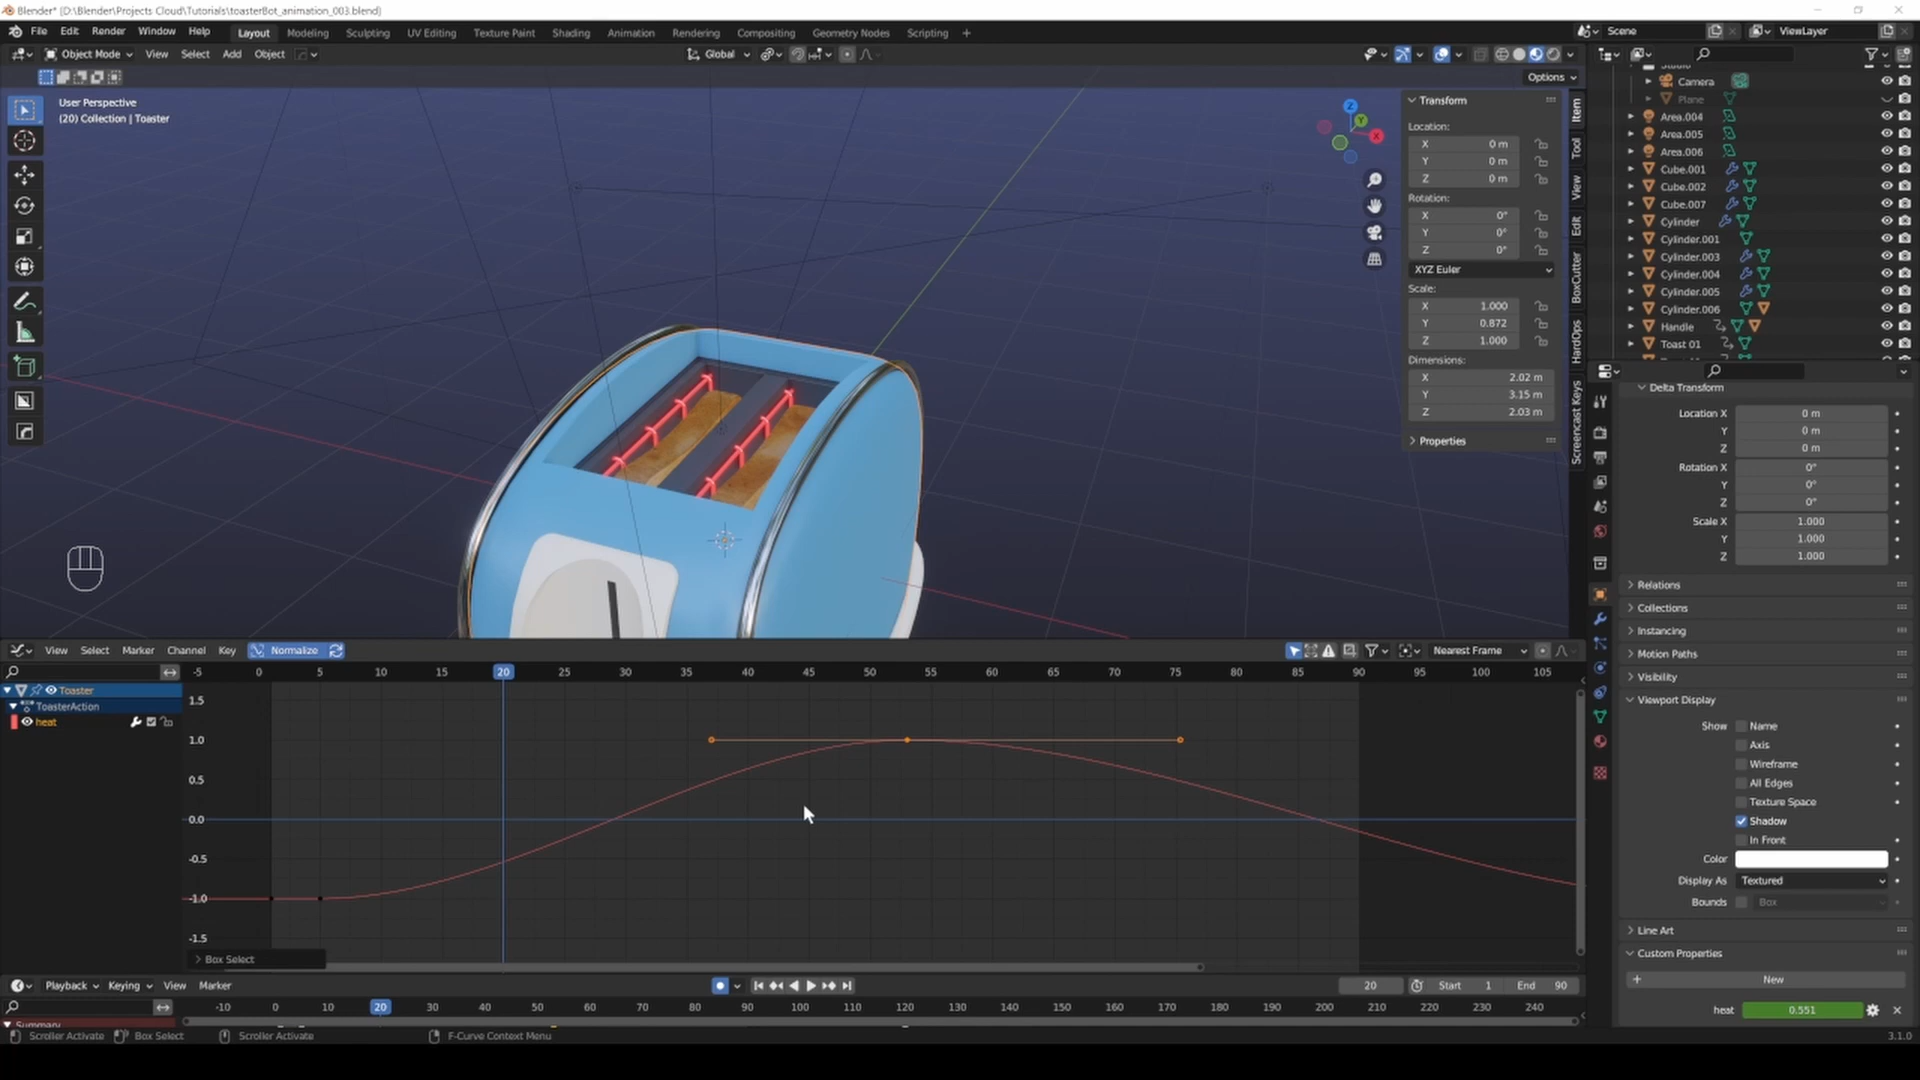 Blender* [D:\Blender\Projects Cloud\Tutorials\toasterBot_animation_003.blend]
File Edit Render Window Help Layout Modeling Sculpting UV Editing Texture Paint Shading Animation Rendering Compositing Geometry Nodes Scripting + Scene ViewLayer
Object Mode View Select Add Object Global
Options
User Perspective
(20) Collection | Toaster
Z
Y
X
Transform
Location:
X 0 m
Y 0 m
Z 0 m
Rotation:
X 0°
Y 0°
Z 0°
XYZ Euler
Scale:
X 1.000
Y 0.872
Z 1.000
Dimensions:
X 2.02 m
Y 3.15 m
Z 2.03 m
Properties
Item
Tool
View
Edit
BoxCutter
HardOps
Screencast Keys
Camera
Plane
Area.004
Area.005
Area.006
Cube.001
Cube.002
Cube.007
Cylinder
Cylinder.001
Cylinder.003
Cylinder.004
Cylinder.005
Cylinder.006
Handle
Toast 01
Delta Transform
Location X 0 m
Y 0 m
Z 0 m
Rotation X 0°
Y 0°
Z 0°
Scale X 1.000
Y 1.000
Z 1.000
Relations
Collections
Instancing
Motion Paths
Visibility
Viewport Display
Show Name
Axis
Wireframe
All Edges
Texture Space
Shadow
In Front
Color
Display As Textured
Bounds Box
Line Art
Custom Properties
New
heat 0.551
View Select Marker Channel Key Normalize Nearest Frame
-5 0 5 10 15 20 25 30 35 40 45 50 55 60 65 70 75 80 85 90 95 100 105
Toaster
ToasterAction
heat
1.5
1.0
0.5
0.0
-0.5
-1.0
-1.5
Box Select
Playback Keying View Marker 20 Start 1 End 90
-10 0 10 20 30 40 50 60 70 80 90 100 110 120 130 140 150 160 170 180 190 200 210 220 230 240
Summary
Scroller Activate Box Select Scroller Activate F-Curve Context Menu 3.1.0